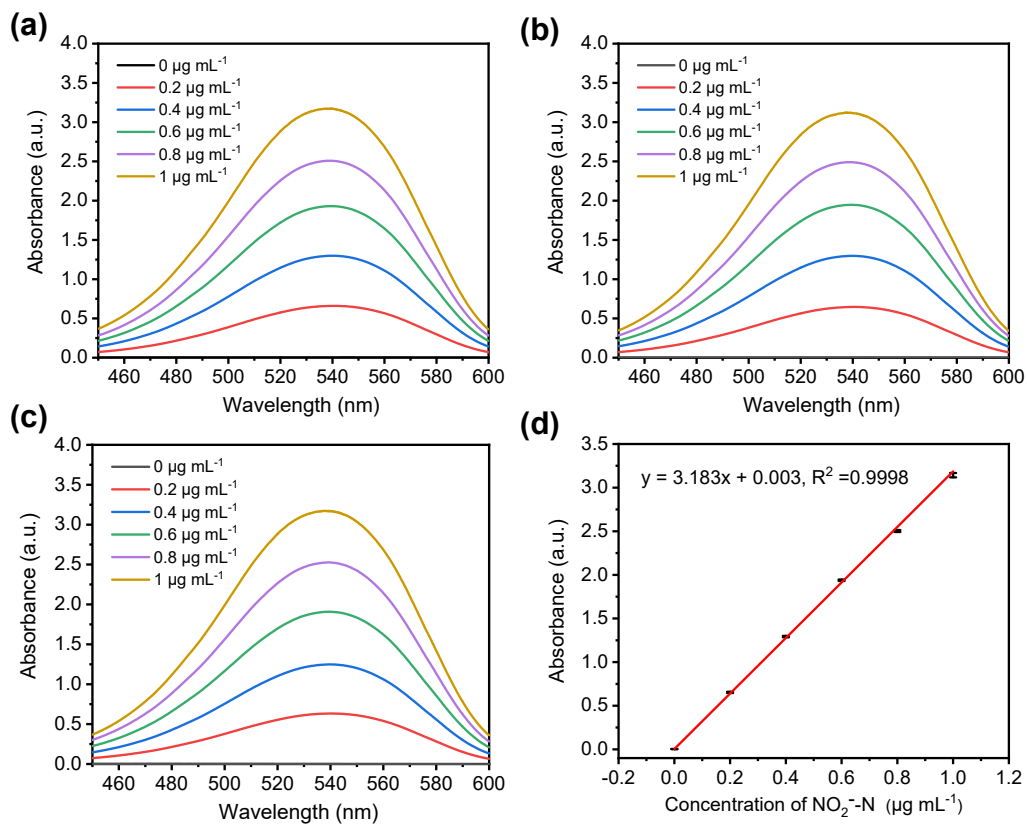 (a)
4.0
3.5
3.0
2.5
2.0
1.5
1.0
0.5
0.0
Absorbance (a.u.)
0 µg mL⁻¹
0.2 µg mL⁻¹
0.4 µg mL⁻¹
0.6 µg mL⁻¹
0.8 µg mL⁻¹
1 µg mL⁻¹
460 480 500 520 540 560 580 600
Wavelength (nm)
(b)
4.0
3.5
3.0
2.5
2.0
1.5
1.0
0.5
0.0
Absorbance (a.u.)
0 µg mL⁻¹
0.2 µg mL⁻¹
0.4 µg mL⁻¹
0.6 µg mL⁻¹
0.8 µg mL⁻¹
1 µg mL⁻¹
460 480 500 520 540 560 580 600
Wavelength (nm)
(c)
4.0
3.5
3.0
2.5
2.0
1.5
1.0
0.5
0.0
Absorbance (a.u.)
0 µg mL⁻¹
0.2 µg mL⁻¹
0.4 µg mL⁻¹
0.6 µg mL⁻¹
0.8 µg mL⁻¹
1 µg mL⁻¹
460 480 500 520 540 560 580 600
Wavelength (nm)
(d)
3.5
3.0
2.5
2.0
1.5
1.0
0.5
0.0
Absorbance (a.u.)
y = 3.183x + 0.003, R² =0.9998
-0.2 0.0 0.2 0.4 0.6 0.8 1.0 1.2
Concentration of NO₂⁻-N (µg mL⁻¹)